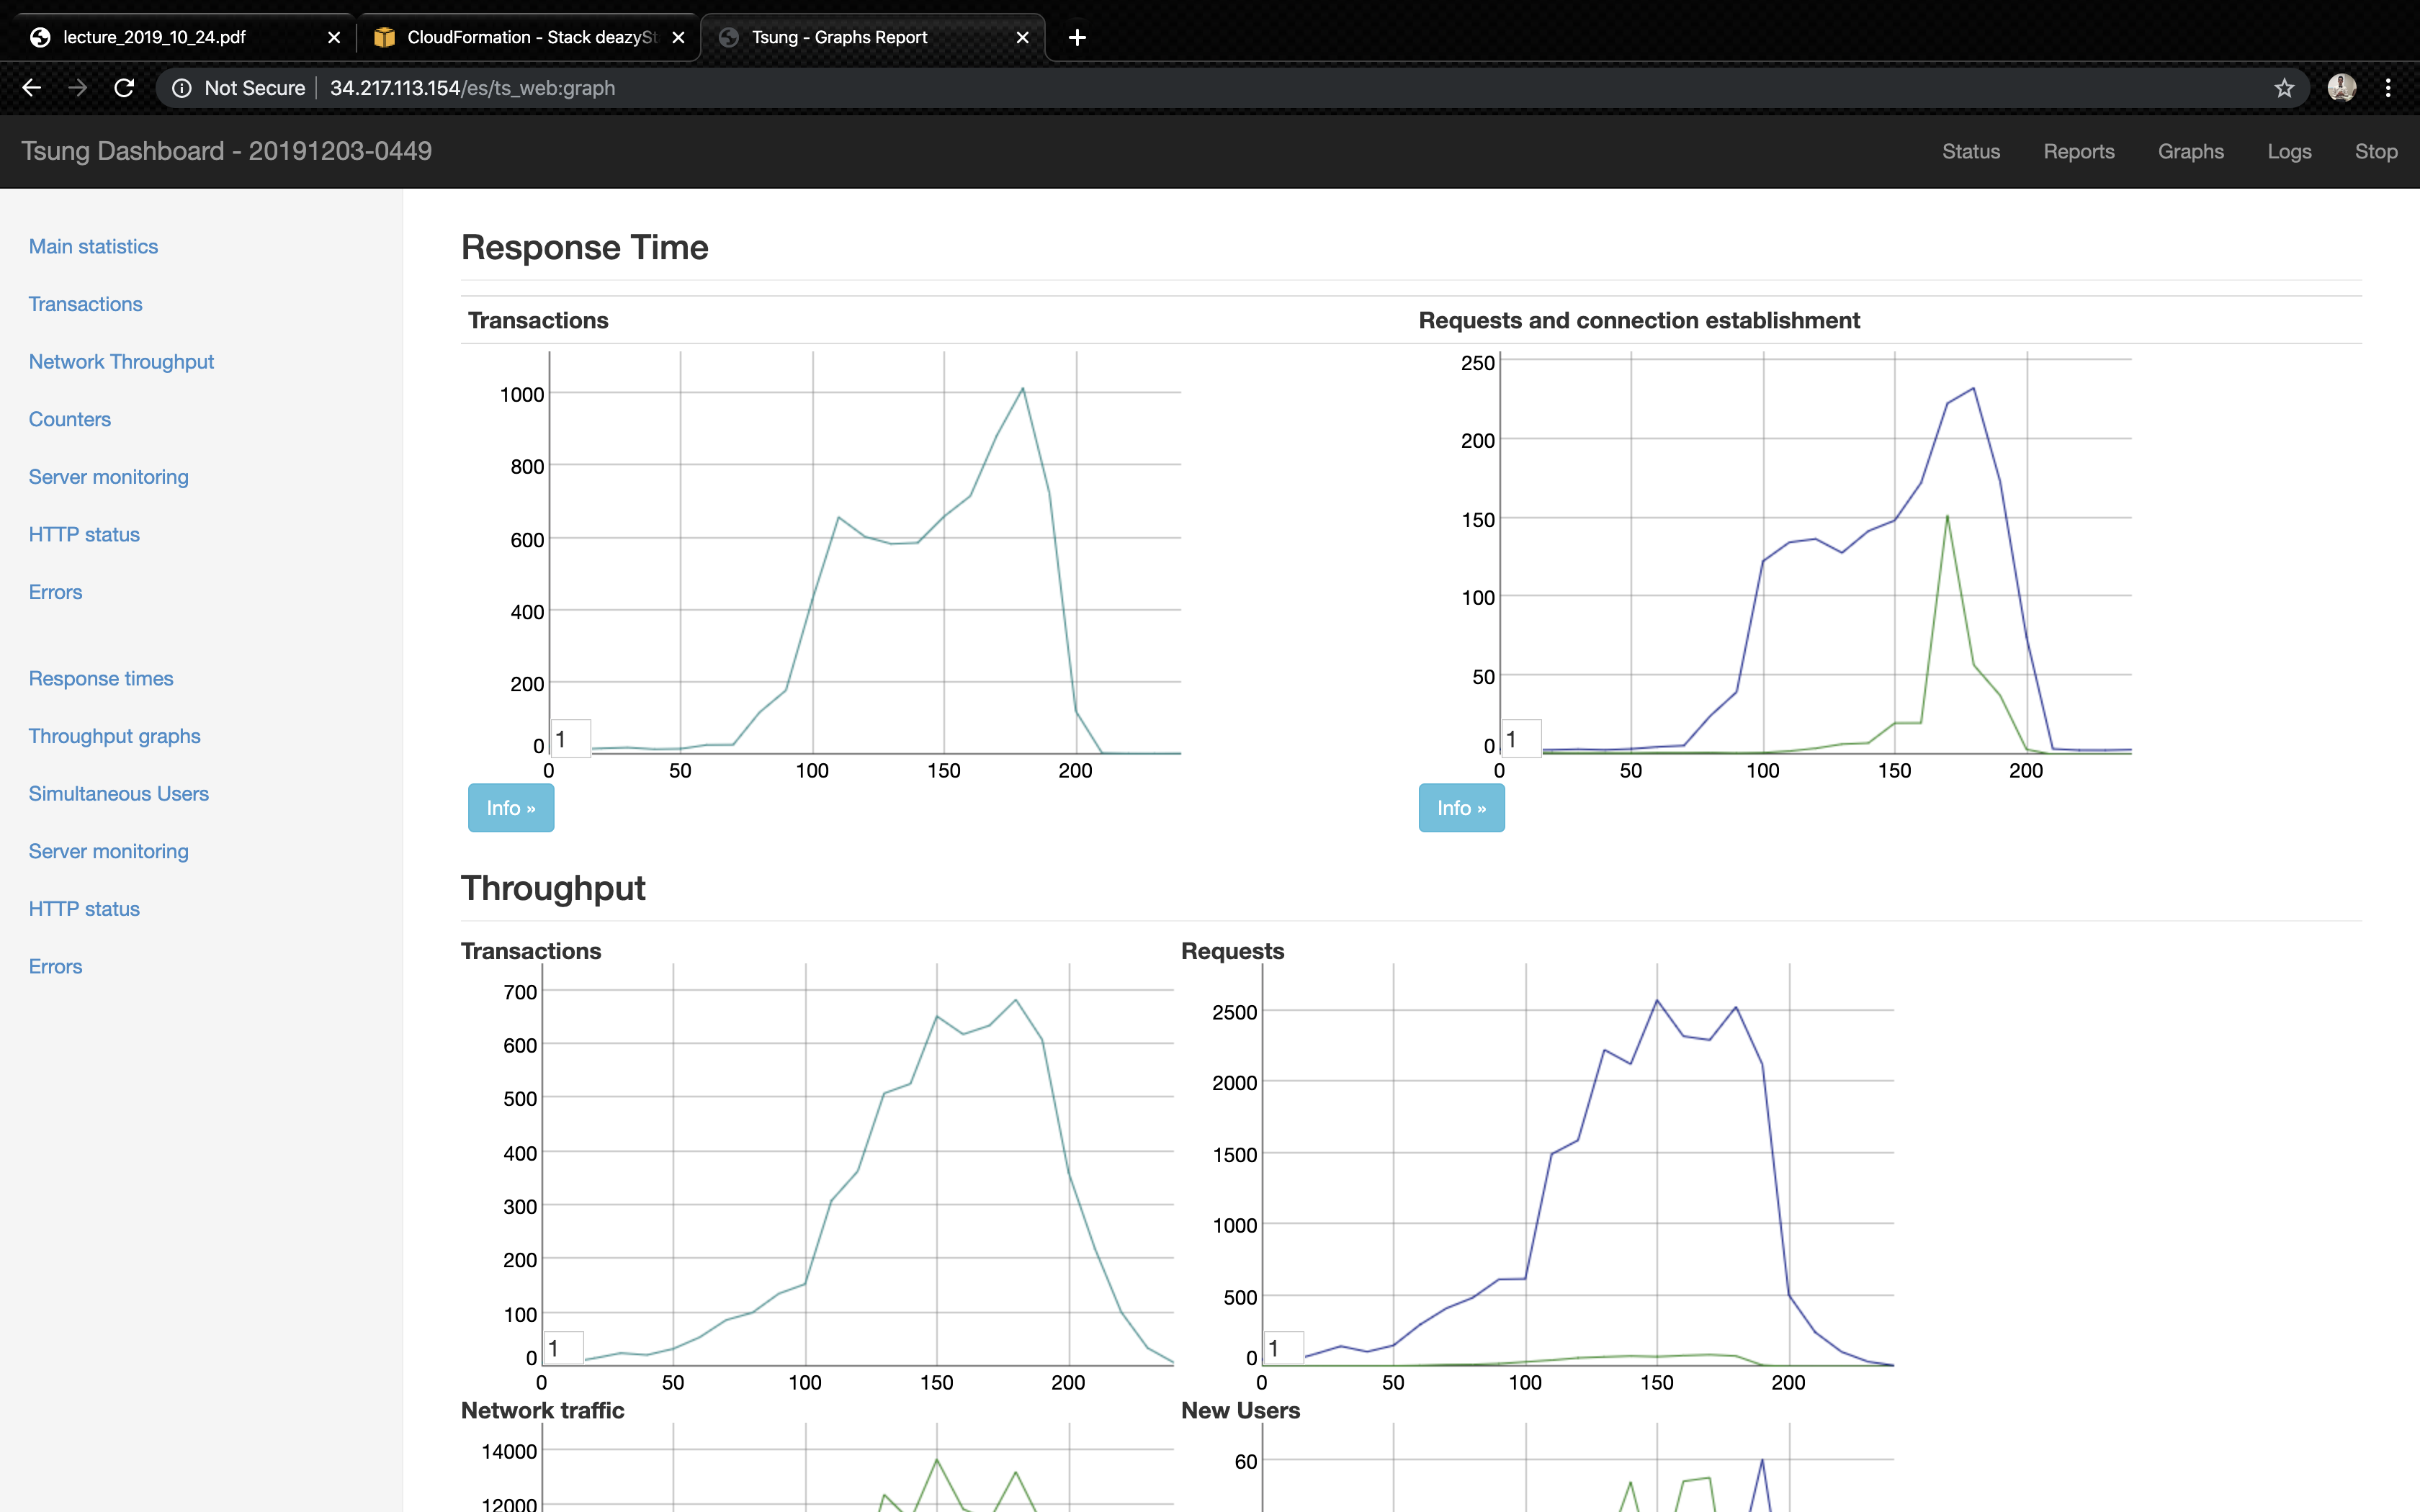 lecture_2019_10_24.pdf
CloudFormation - Stack deazySt
Tsung - Graphs Report
Not Secure
34.217.113.154/es/ts_web:graph
Tsung Dashboard - 20191203-0449
Status
Reports
Graphs
Logs
Stop
Main statistics
Transactions
Network Throughput
Counters
Server monitoring
HTTP status
Errors
Response times
Throughput graphs
Simultaneous Users
Server monitoring
HTTP status
Errors
Response Time
Transactions
1000
800
600
400
200
0
1
0 50 100 150 200
Info »
Requests and connection establishment
250
200
150
100
50
0
1
0 50 100 150 200
Info »
Throughput
Transactions
700
600
500
400
300
200
100
0
1
0 50 100 150 200
Requests
2500
2000
1500
1000
500
0
1
0 50 100 150 200
Network traffic
14000
12000
New Users
60